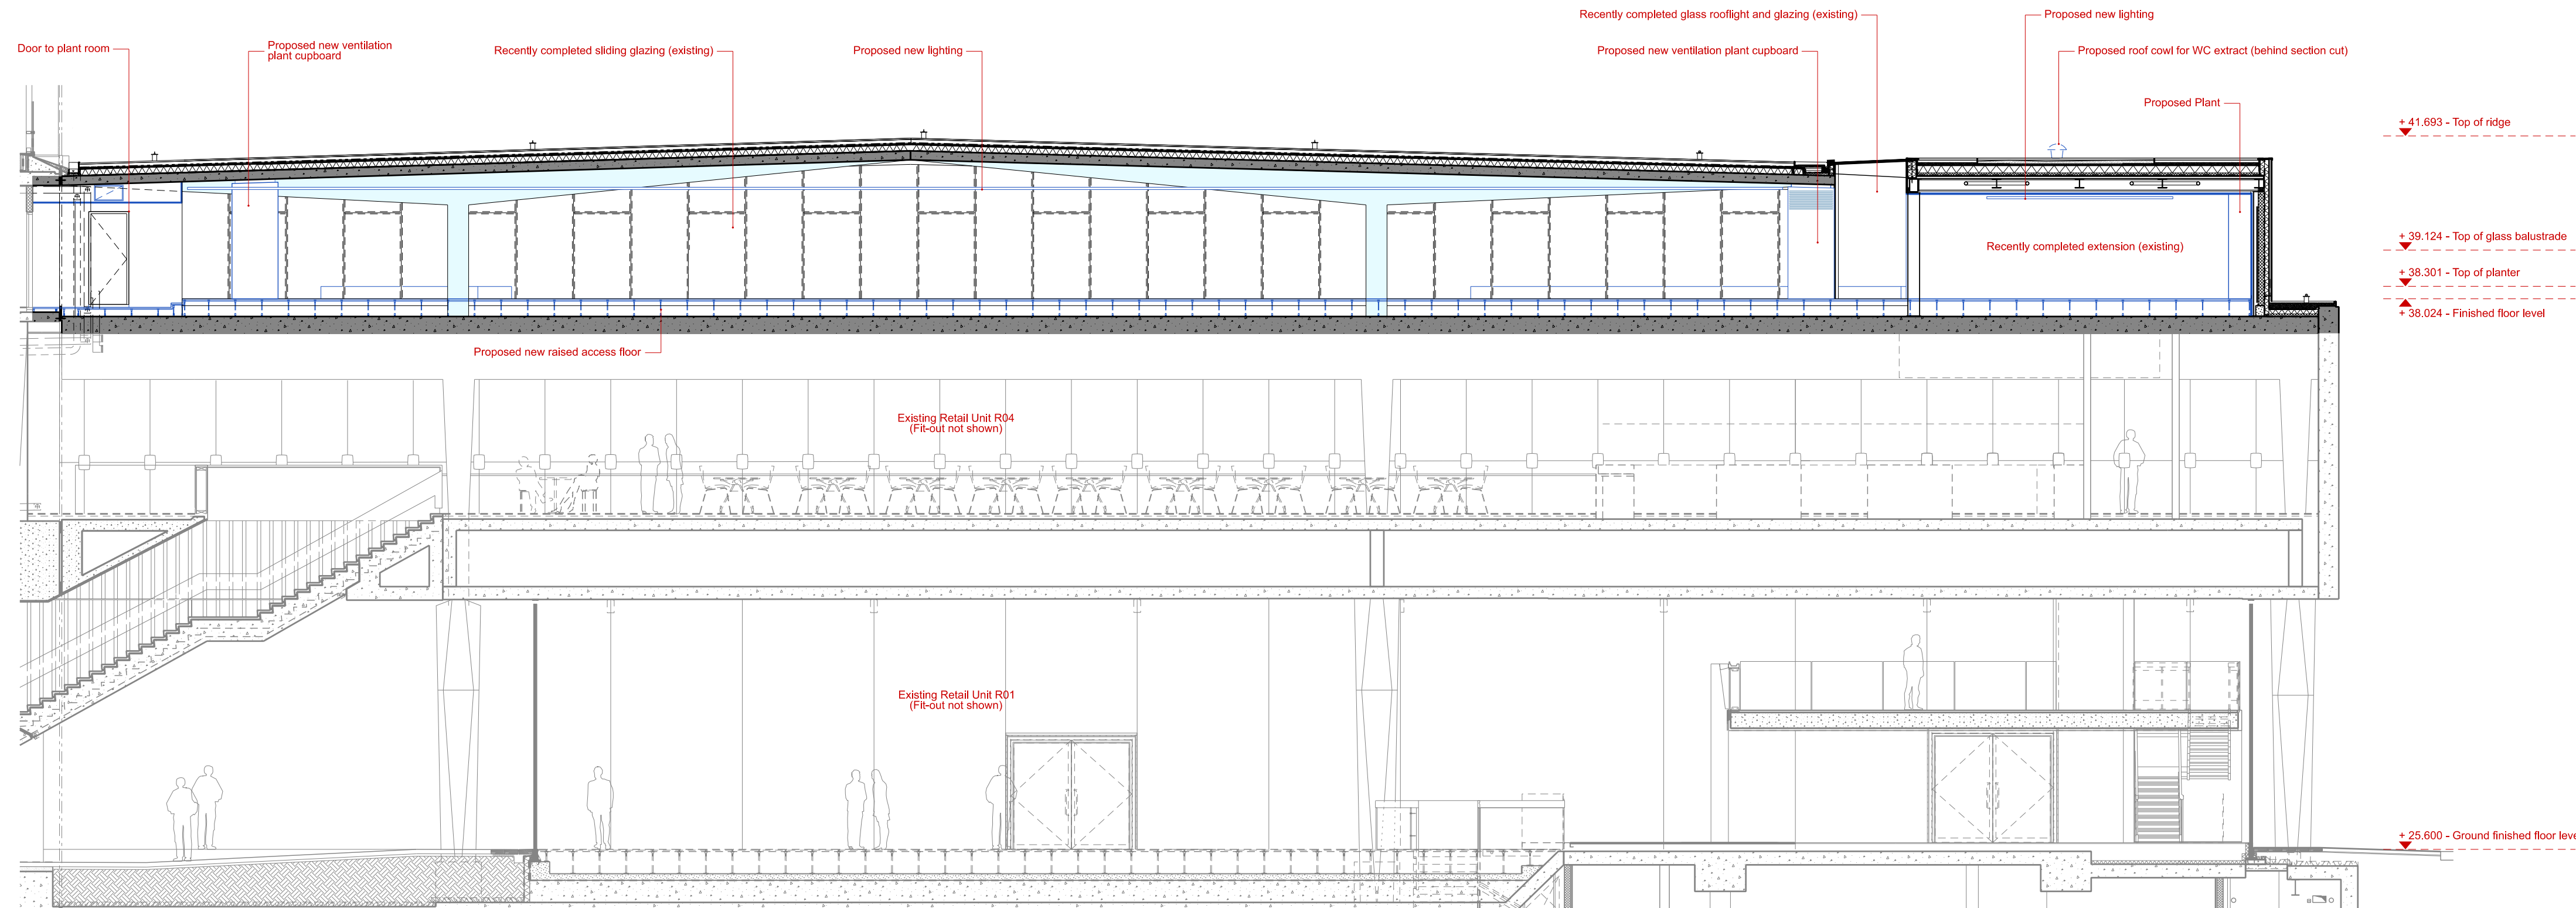 Recently completed glass rooflight and glazing (existing)
Proposed new lighting
Door to plant room
Proposed new ventilation
plant cupboard
Recently completed sliding glazing (existing)
Proposed new lighting
Proposed new ventilation plant cupboard
Proposed roof cowl for WC extract (behind section cut)
Proposed Plant
+ 41.693 - Top of ridge
+ 39.124 - Top of glass balustrade
Recently completed extension (existing)
+ 38.301 - Top of planter
+ 38.024 - Finished floor level
Proposed new raised access floor
Existing Retail Unit R04
(Fit-out not shown)
Existing Retail Unit R01
(Fit-out not shown)
+ 25.600 - Ground finished floor leve